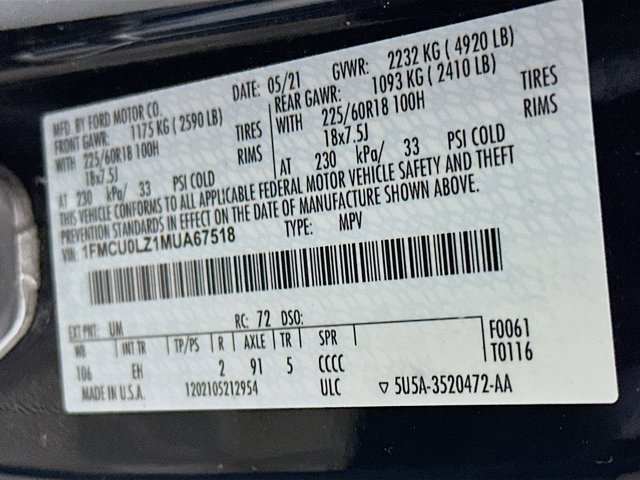 MFD. BY FORD MOTOR CO.
DATE: 05/21 GVWR: 2232 KG ( 4920 LB)
FRONT GAWR: 1175 KG ( 2590 LB) REAR GAWR: 1093 KG ( 2410 LB)
WITH 225/60R18 100H TIRES WITH 225/60R18 100H TIRES
18x7.5J RIMS 18x7.5J RIMS
AT 230 kPa/ 33 PSI COLD AT 230 kPa/ 33 PSI COLD
THIS VEHICLE CONFORMS TO ALL APPLICABLE FEDERAL MOTOR VEHICLE SAFETY AND THEFT
PREVENTION STANDARDS IN EFFECT ON THE DATE OF MANUFACTURE SHOWN ABOVE.
VIN: 1FMCU0LZ1MUA67518 TYPE: MPV
EXT PNT: UM RC: 72 DSO:
WB INT TR TP/PS R AXLE TR SPR F0061
106 EH 2 91 5 CCCC T0116
MADE IN U.S.A. 1202105212954 ULC ▽ 5U5A-3520472-AA